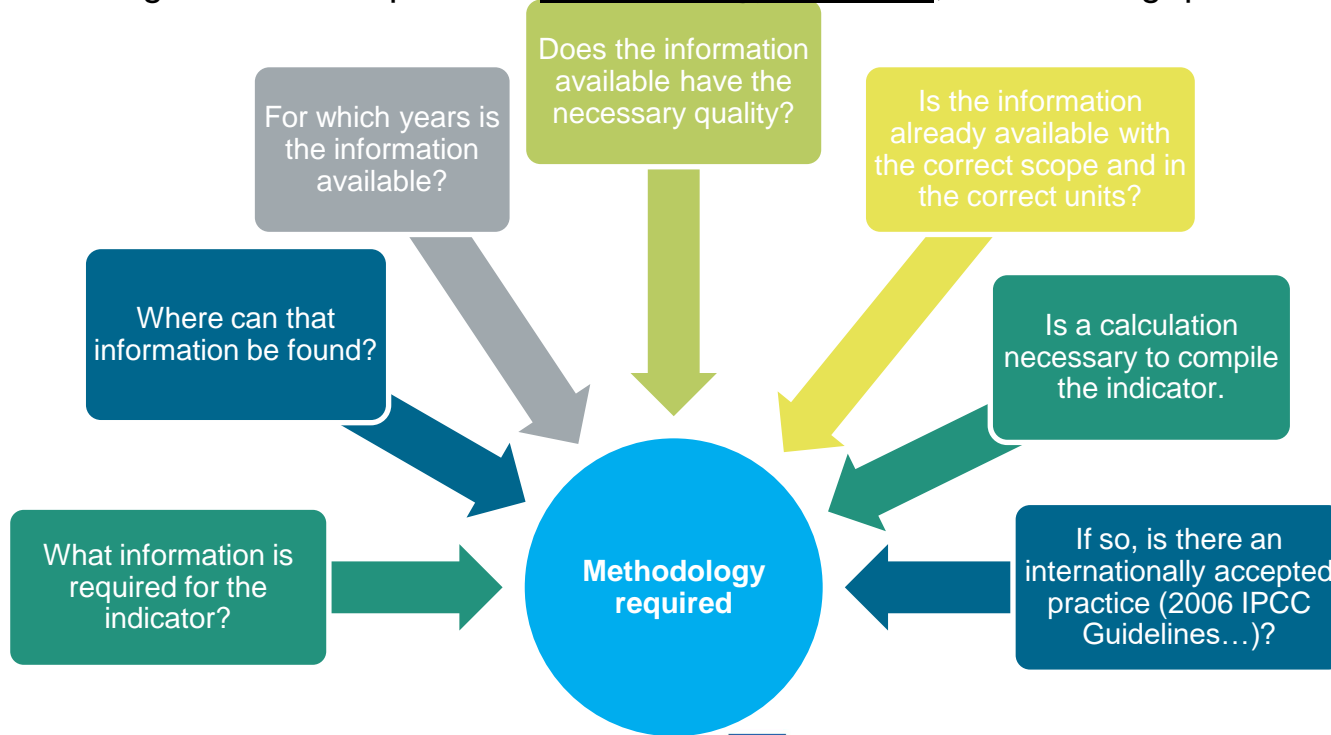 What information is
required for the
indicator?
Where can that
information be found?
For which years is
the information
available?
Does the information
available have the
necessary quality?
Is the information
already available with
the correct scope and in
the correct units?
Is a calculation
necessary to compile
the indicator.
If so, is there an
internationally accepted
practice (2006 IPCC
Guidelines…)?
Methodology
required